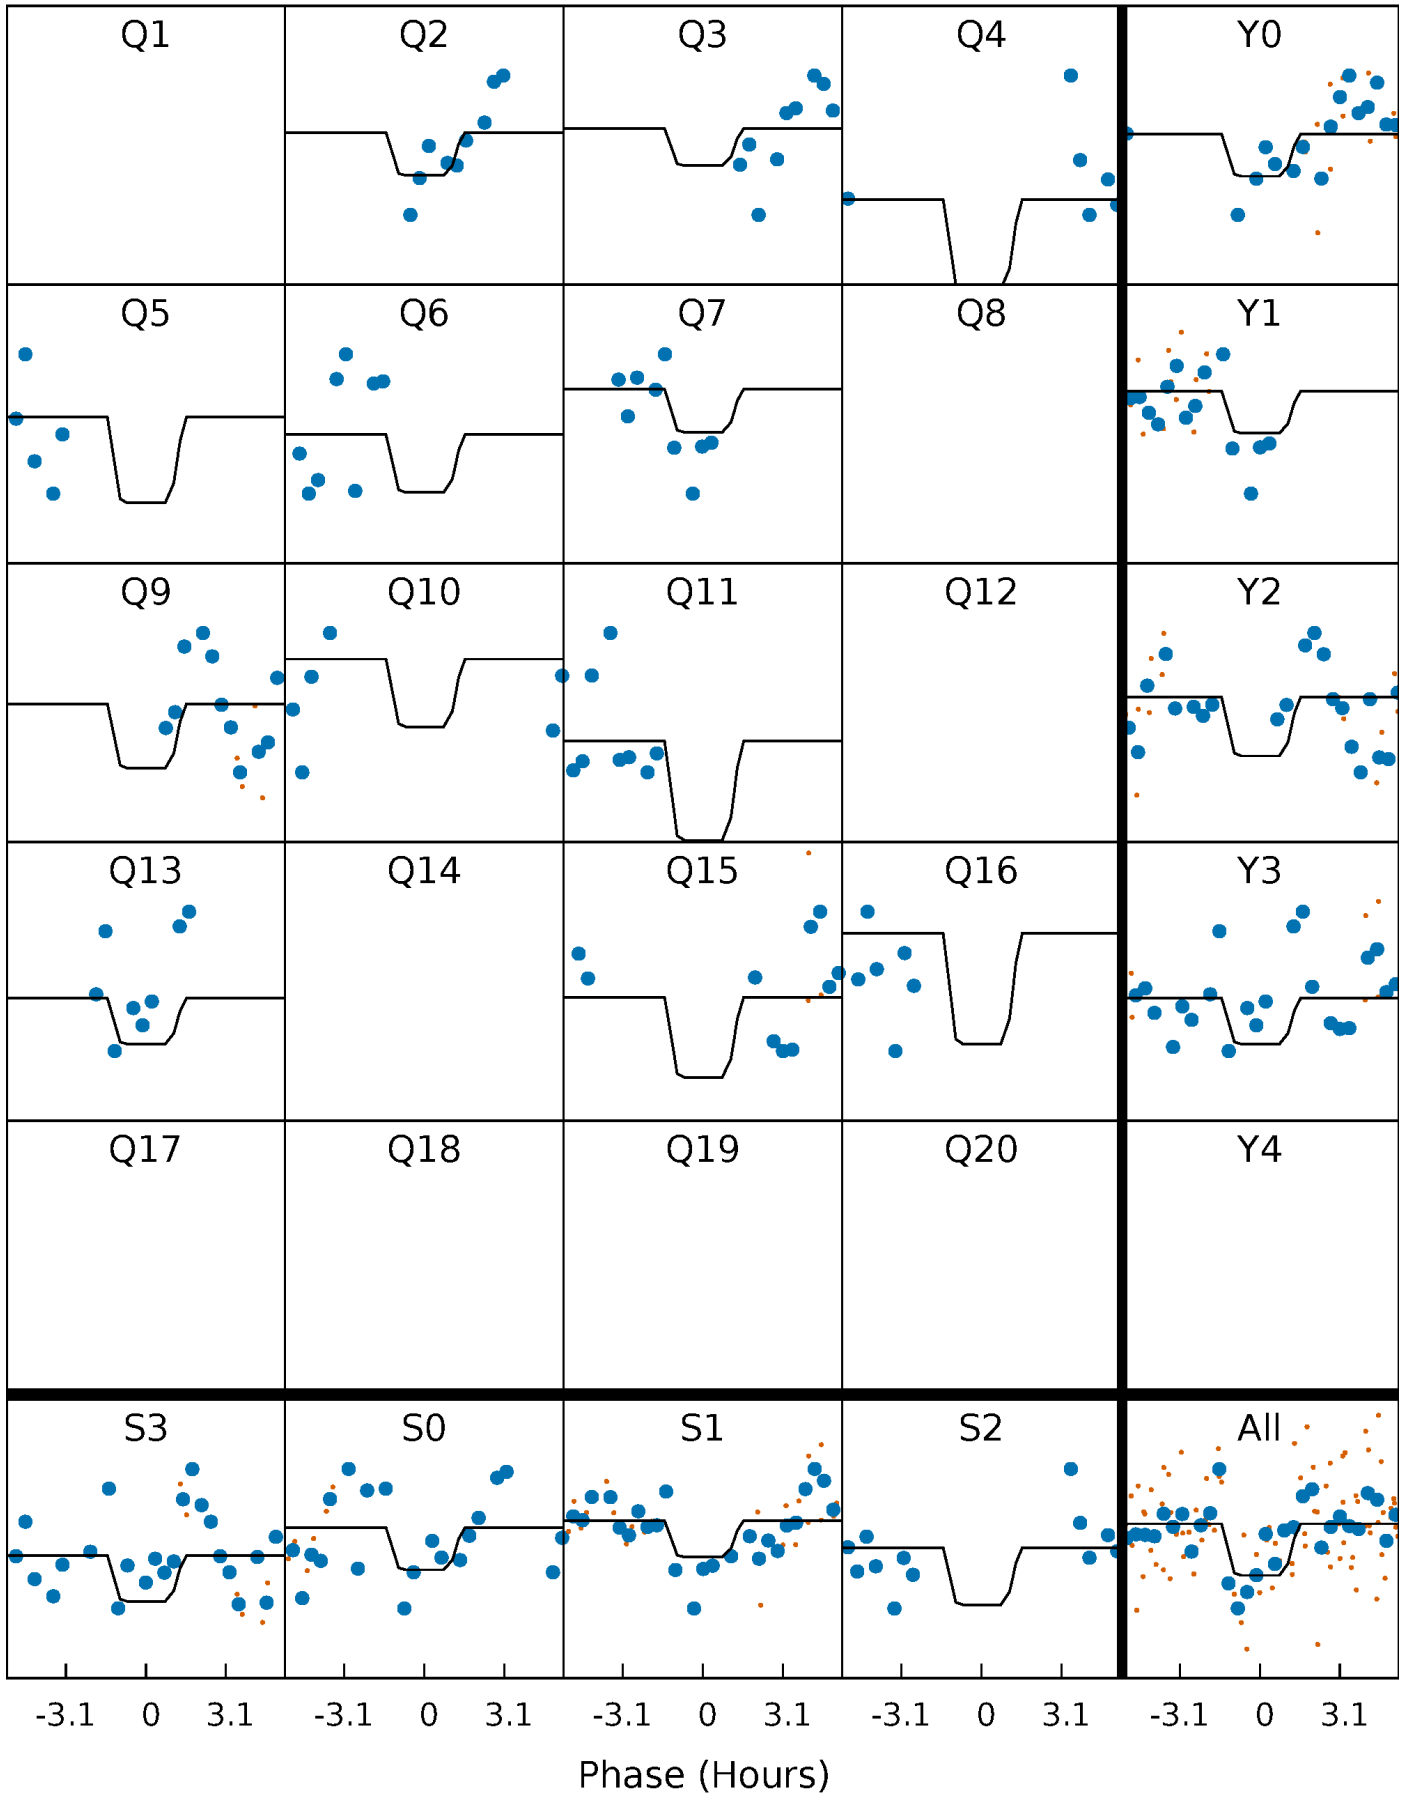 Q1 Q2 Q3 Q4 Y0
Q5 Q6 Q7 Q8 Y1
Q9 Q10 Q11 Q12 Y2
Q13 Q14 Q15 Q16 Y3
Q17 Q18 Q19 Q20 Y4
S3 S0 S1 S2 All
-3.1 0 3.1 -3.1 0 3.1 -3.1 0 3.1 -3.1 0 3.1 -3.1 0 3.1
Phase (Hours)